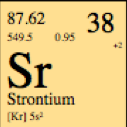 87.62 38
549.5 0.95 +2
Sr
Strontium
[Kr] 5s²